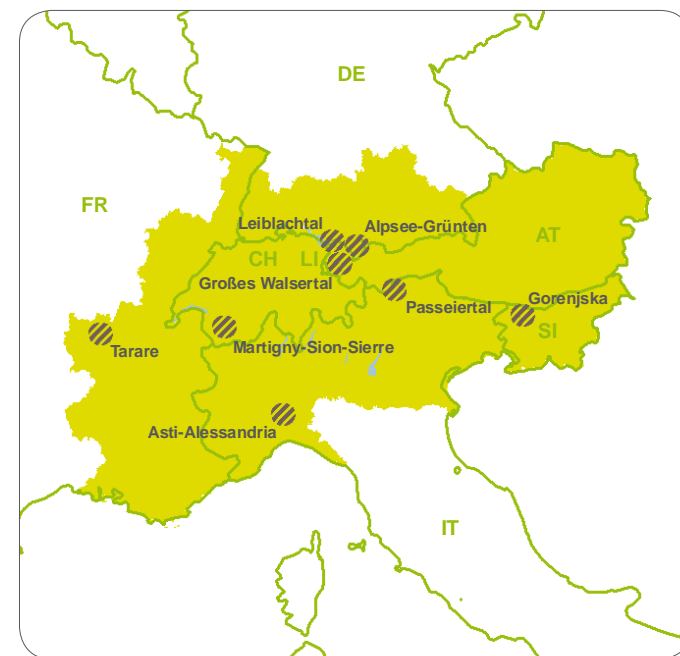 DE
FR
Leiblachtal
Alpsee-Grünten
AT
CH
LI
Großes Walsertal
Passeiertal
Gorenjska
SI
Tarare
Martigny-Sion-Sierre
Asti-Alessandria
IT